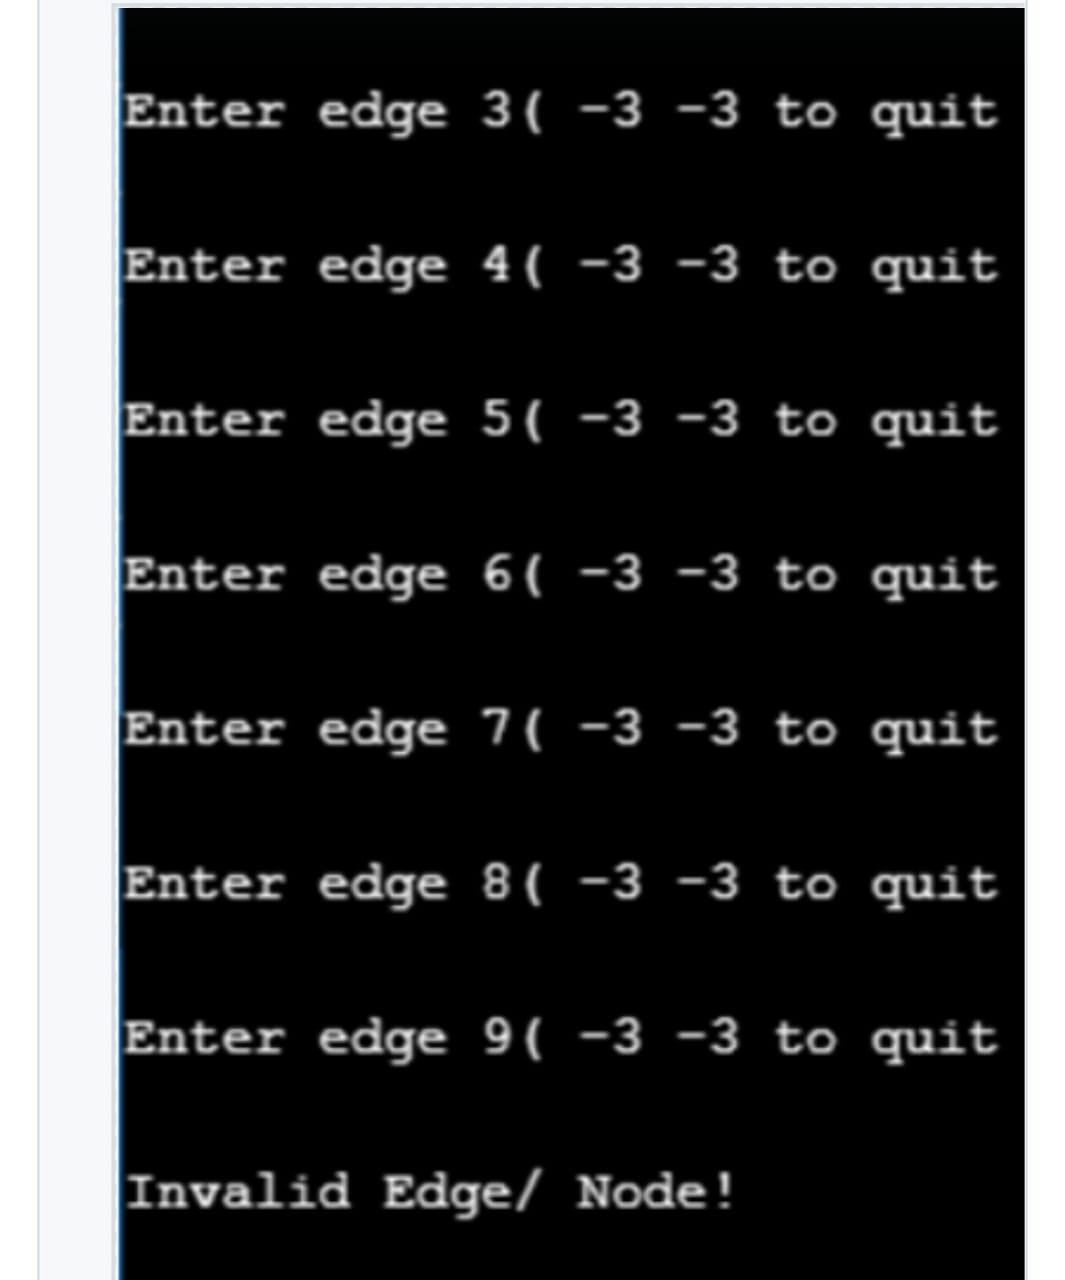 Enter edge 3( -3 -3 to quit
Enter edge 4( -3 -3 to quit
Enter edge 5( -3 -3 to quit
Enter edge 6( -3 -3 to quit
Enter edge 7( -3 -3 to quit
Enter edge 8( -3 -3 to quit
Enter edge 9( -3 -3 to quit
Invalid Edge/ Node!